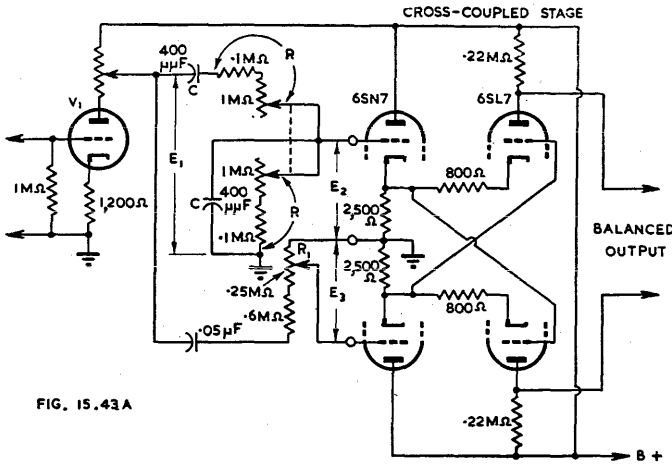 CROSS-COUPLED STAGE
400
μμF
C
·1MΩ
R
1MΩ
·22MΩ
6SN7
6SL7
V1
E1
1MΩ
400
μμF
C
R
·1MΩ
E2
800Ω
2,500
Ω
1MΩ
1,200Ω
R1
·25MΩ
·6MΩ
·05μF
E3
2,500
Ω
800Ω
BALANCED
OUTPUT
·22MΩ
B+
FIG. 15.43A